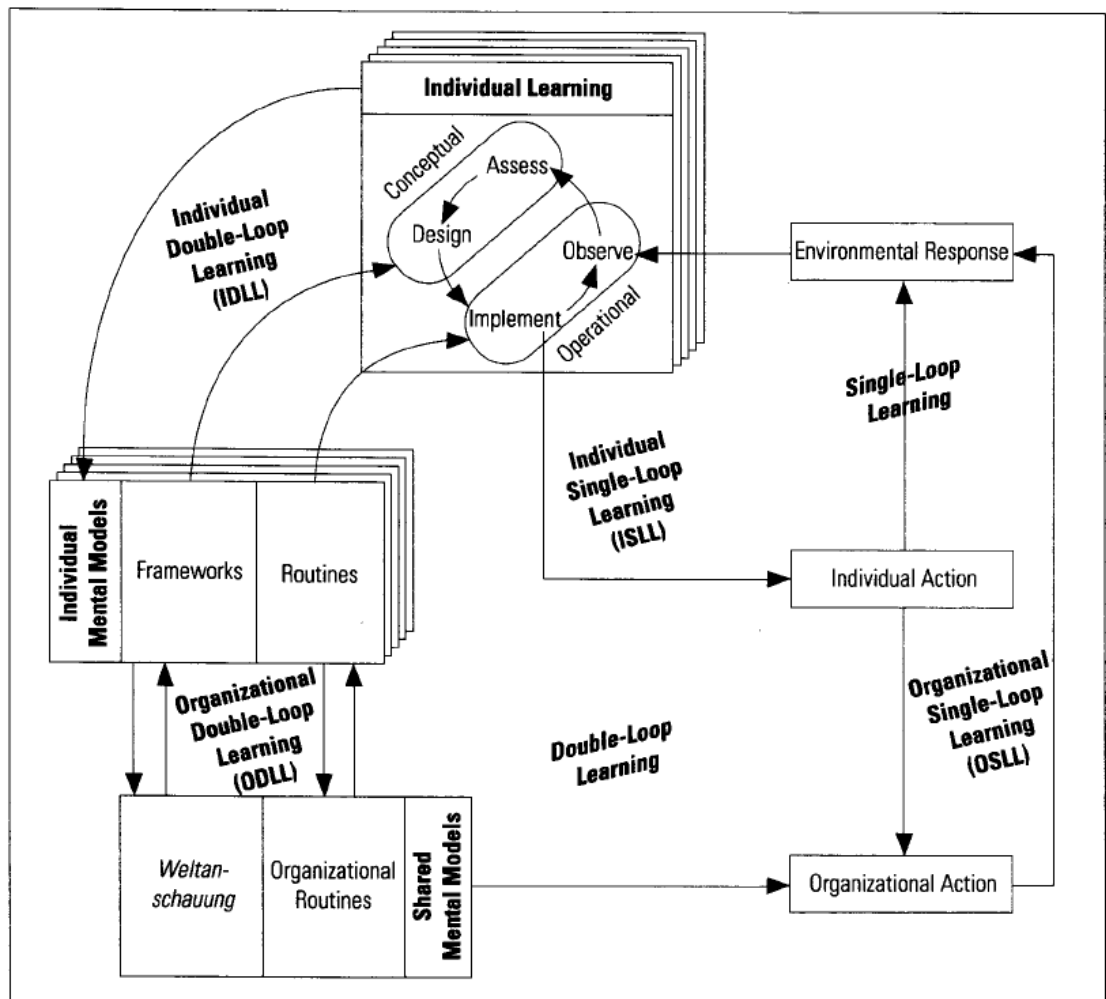 Individual Learning
Conceptual
Assess
Design
Observe
Implement
Operational
Individual
Double-Loop
Learning
(IDLL)
Environmental Response
Single-Loop
Learning
Individual
Single-Loop
Learning
(ISLL)
Individual
Mental Models
Frameworks
Routines
Individual Action
Organizational
Double-Loop
Learning
(ODLL)
Double-Loop
Learning
Organizational
Single-Loop
Learning
(OSLL)
Weltan-
schauung
Organizational
Routines
Shared
Mental Models
Organizational Action